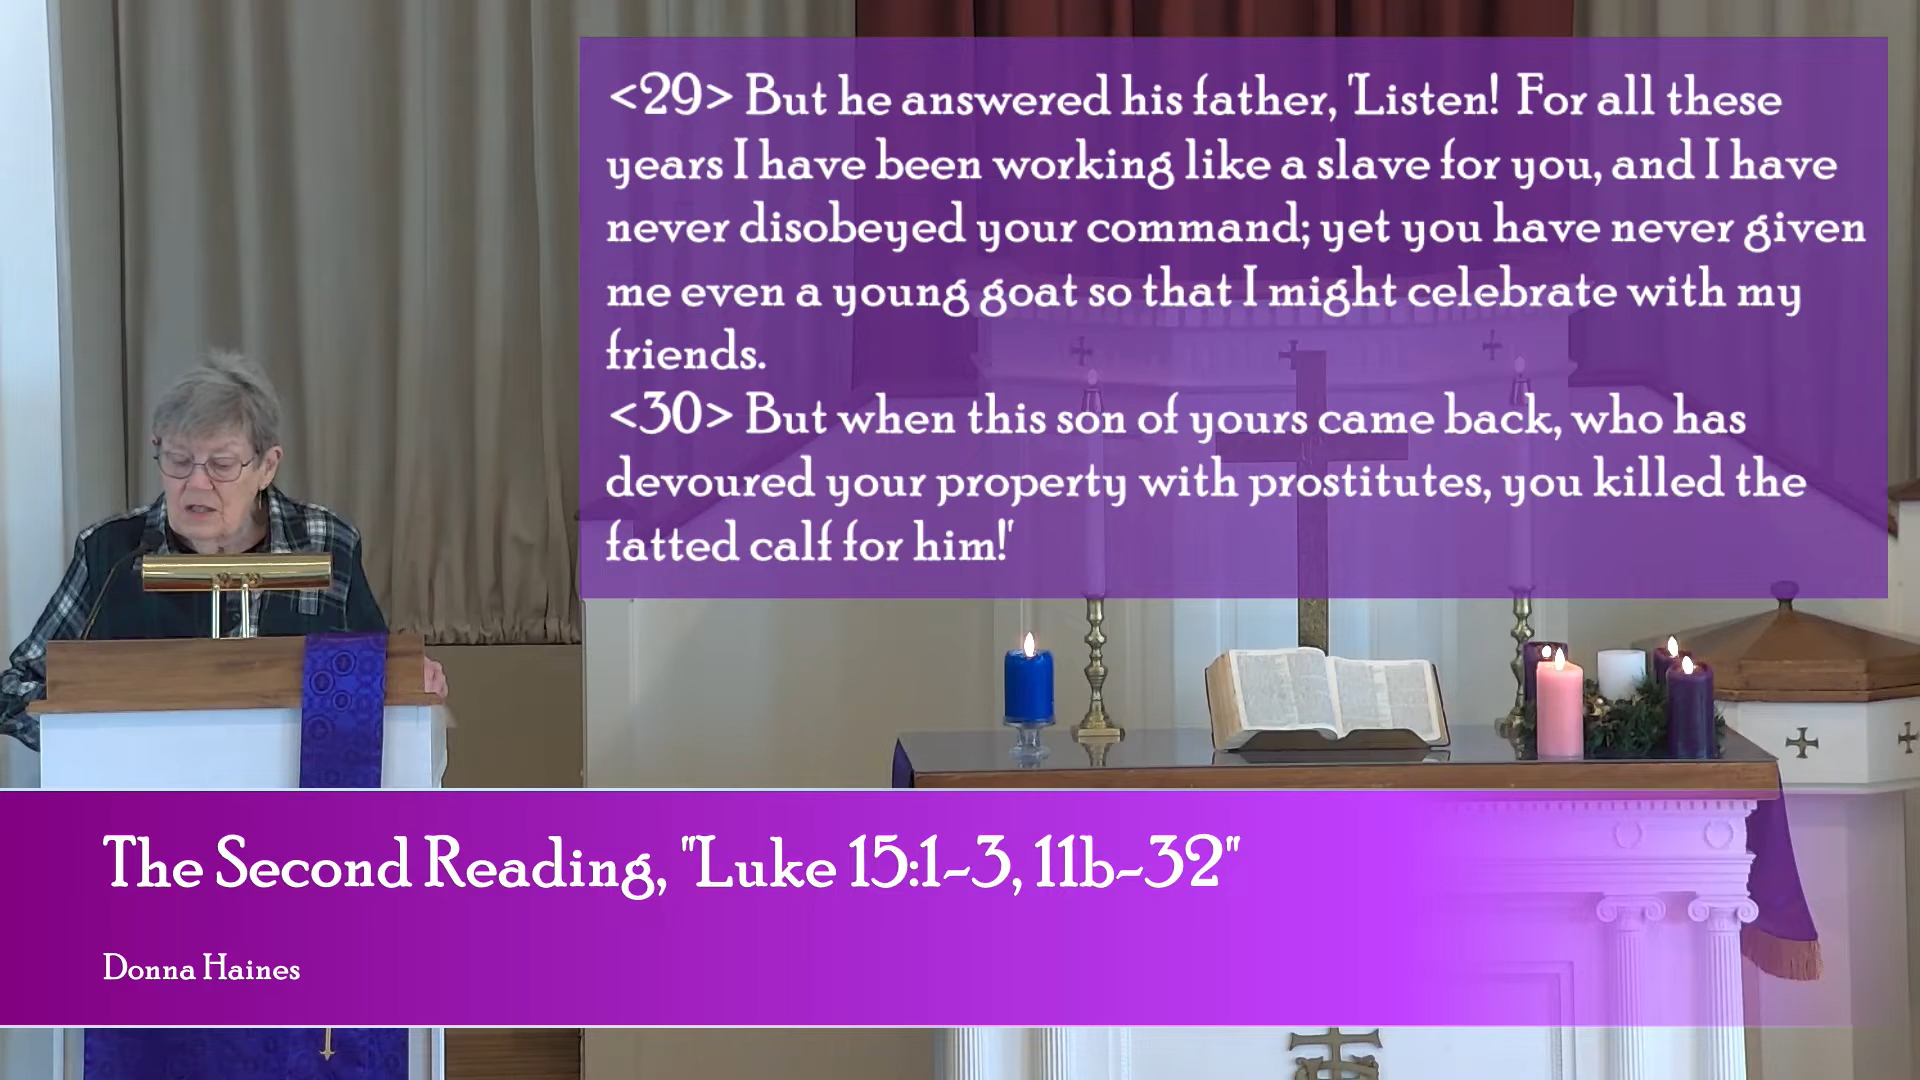 <29> But he answered his father, 'Listen! For all these
years I have been working like a slave for you, and I have
never disobeyed your command; yet you have never given
me even a young goat so that I might celebrate with my
friends.
<30> But when this son of yours came back, who has
devoured your property with prostitutes, you killed the
fatted calf for him!'
The Second Reading, "Luke 15:1-3, 11b-32"
Donna Haines